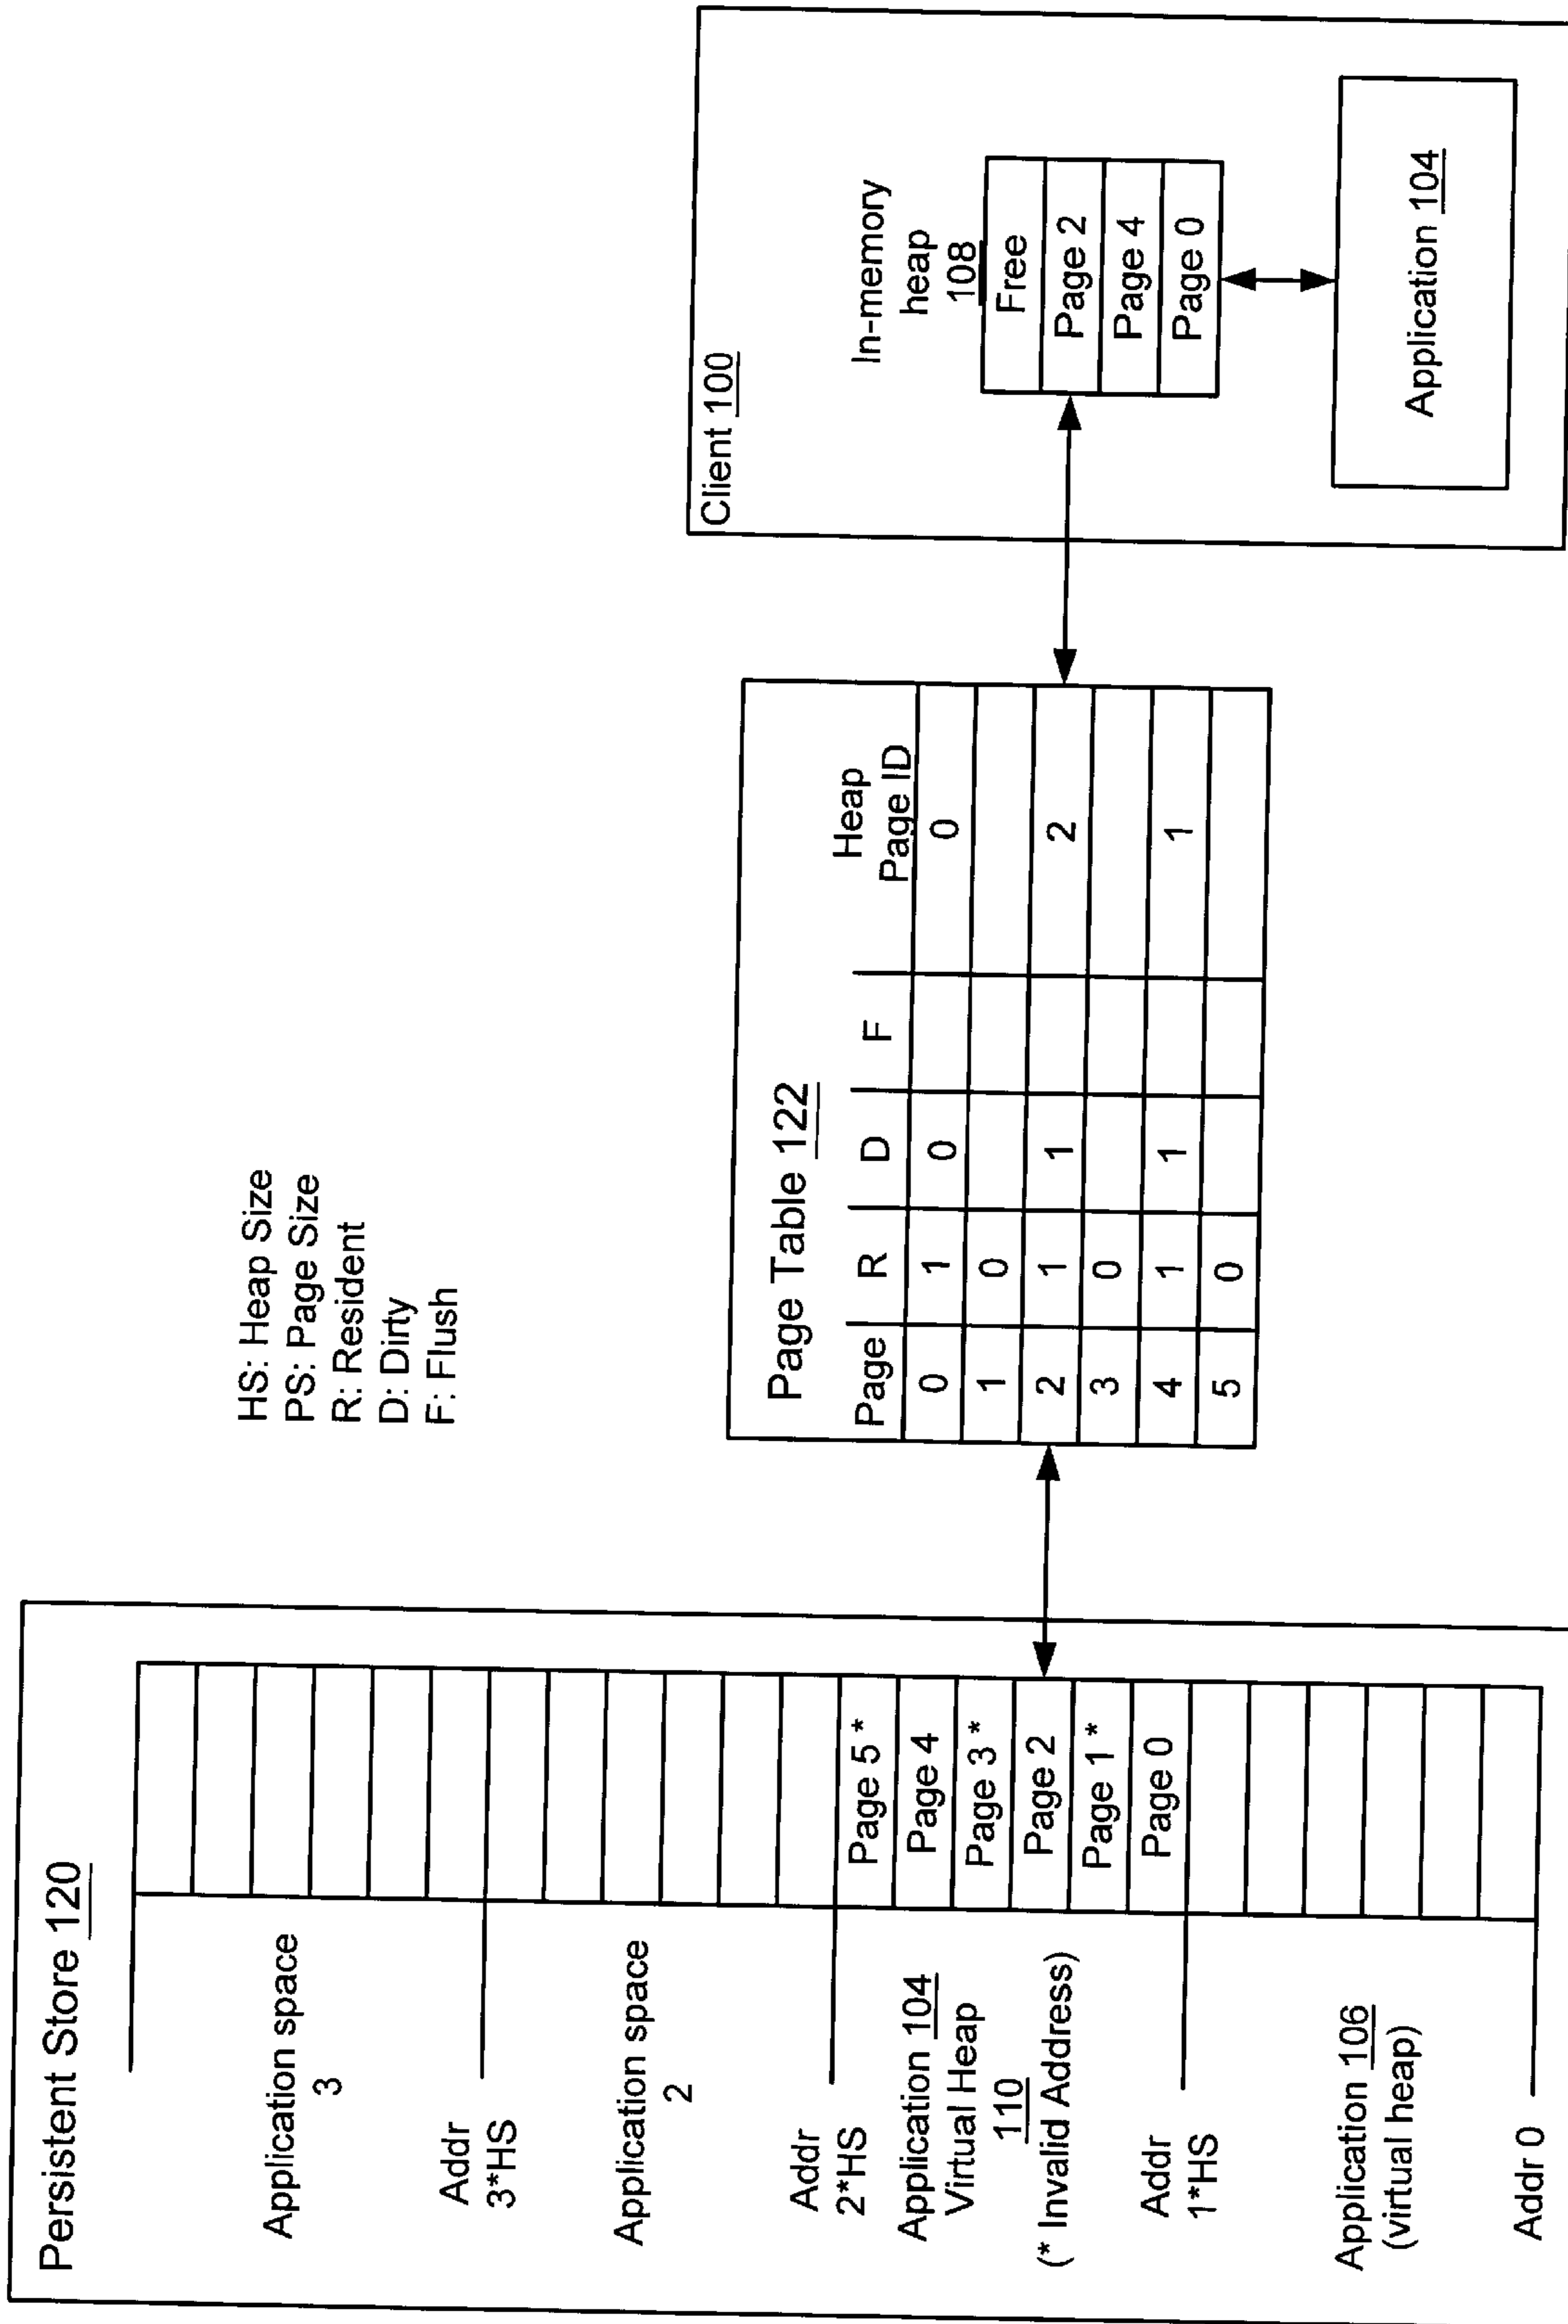 Persistent Store 120
Application space
3
Addr
3*HS
Application space
2
Addr
2*HS
Application 104
Virtual Heap
110
(* Invalid Address)
Addr
1*HS
Application 106
(virtual heap)
Addr 0
Page 5 *
Page 4
Page 3 *
Page 2
Page 1 *
Page 0
HS: Heap Size
PS: Page Size
R: Resident
D: Dirty
F: Flush
Page Table 122
Page R D F Heap Page ID
0 1 0 0
1 0
2 1 1 2
3 0
4 1 1 1
5 0
Client 100
In-memory
heap
108
Free
Page 2
Page 4
Page 0
Application 104